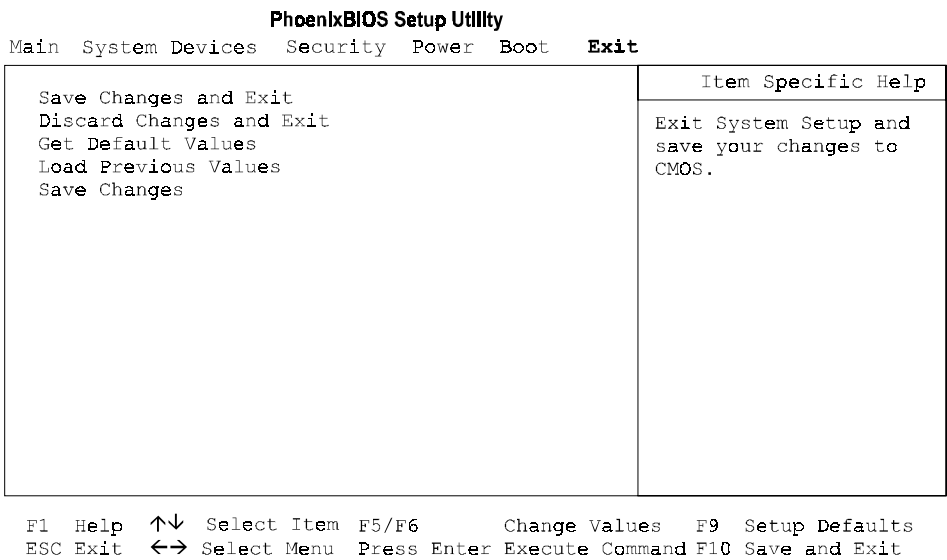 PhoenixBIOS Setup Utility
Main System Devices Security Power Boot Exit
Item Specific Help
Save Changes and Exit
Discard Changes and Exit
Get Default Values
Load Previous Values
Save Changes
Exit System Setup and
save your changes to
CMOS.
F1 Help ↑↓ Select Item F5/F6 Change Values F9 Setup Defaults
ESC Exit ←→ Select Menu Press Enter Execute Command F10 Save and Exit